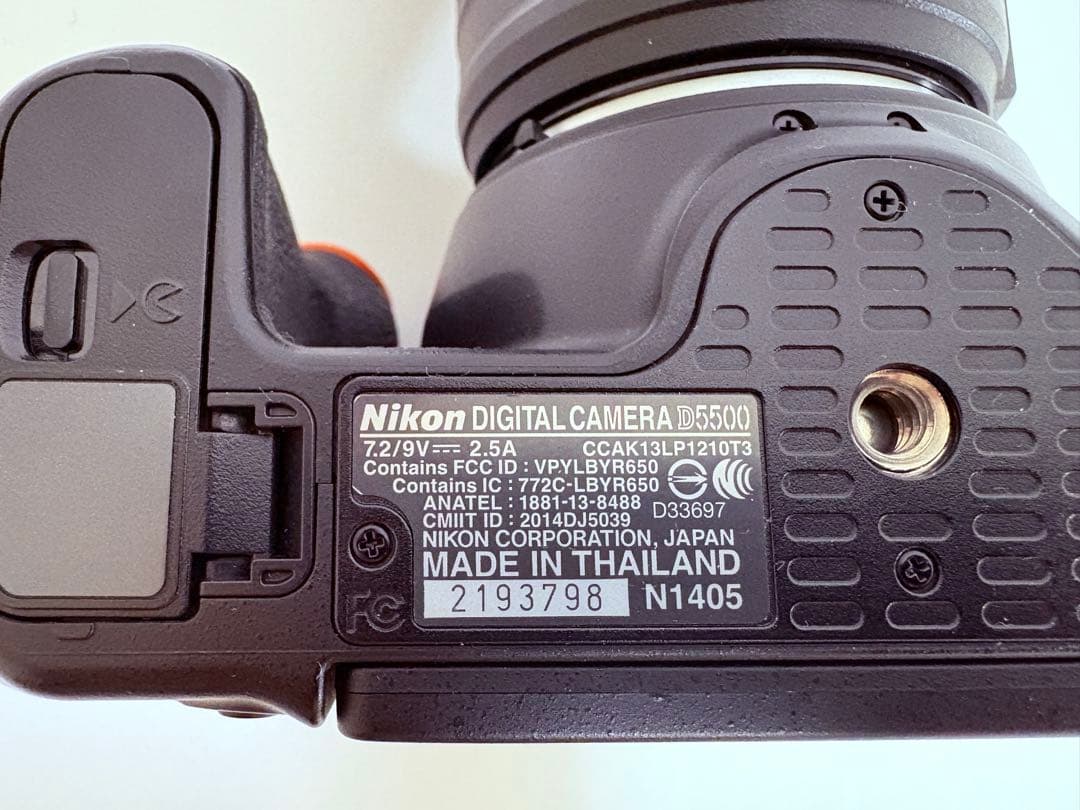 Nikon DIGITAL CAMERA D5500
7.2/9V⎓ 2.5A CCAK13LP1210T3
Contains FCC ID : VPYLBYR650
Contains IC : 772C-LBYR650
ANATEL : 1881-13-8488
D33697
CMIIT ID : 2014DJ5039
NIKON CORPORATION, JAPAN
MADE IN THAILAND
2193798 N1405
FC